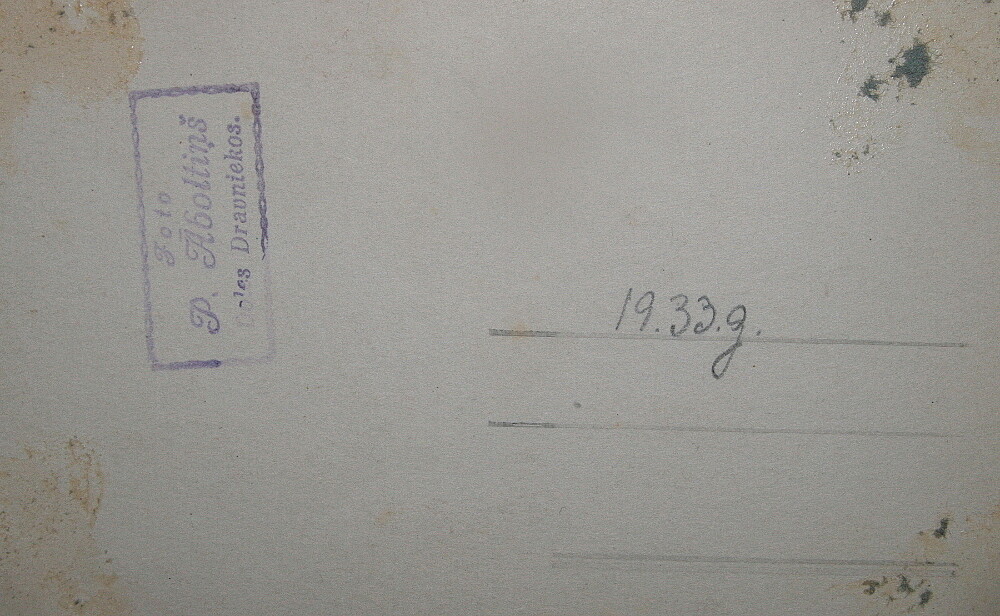 Foto
P. Āboltiņš
Dravniekos.
19.33.g.